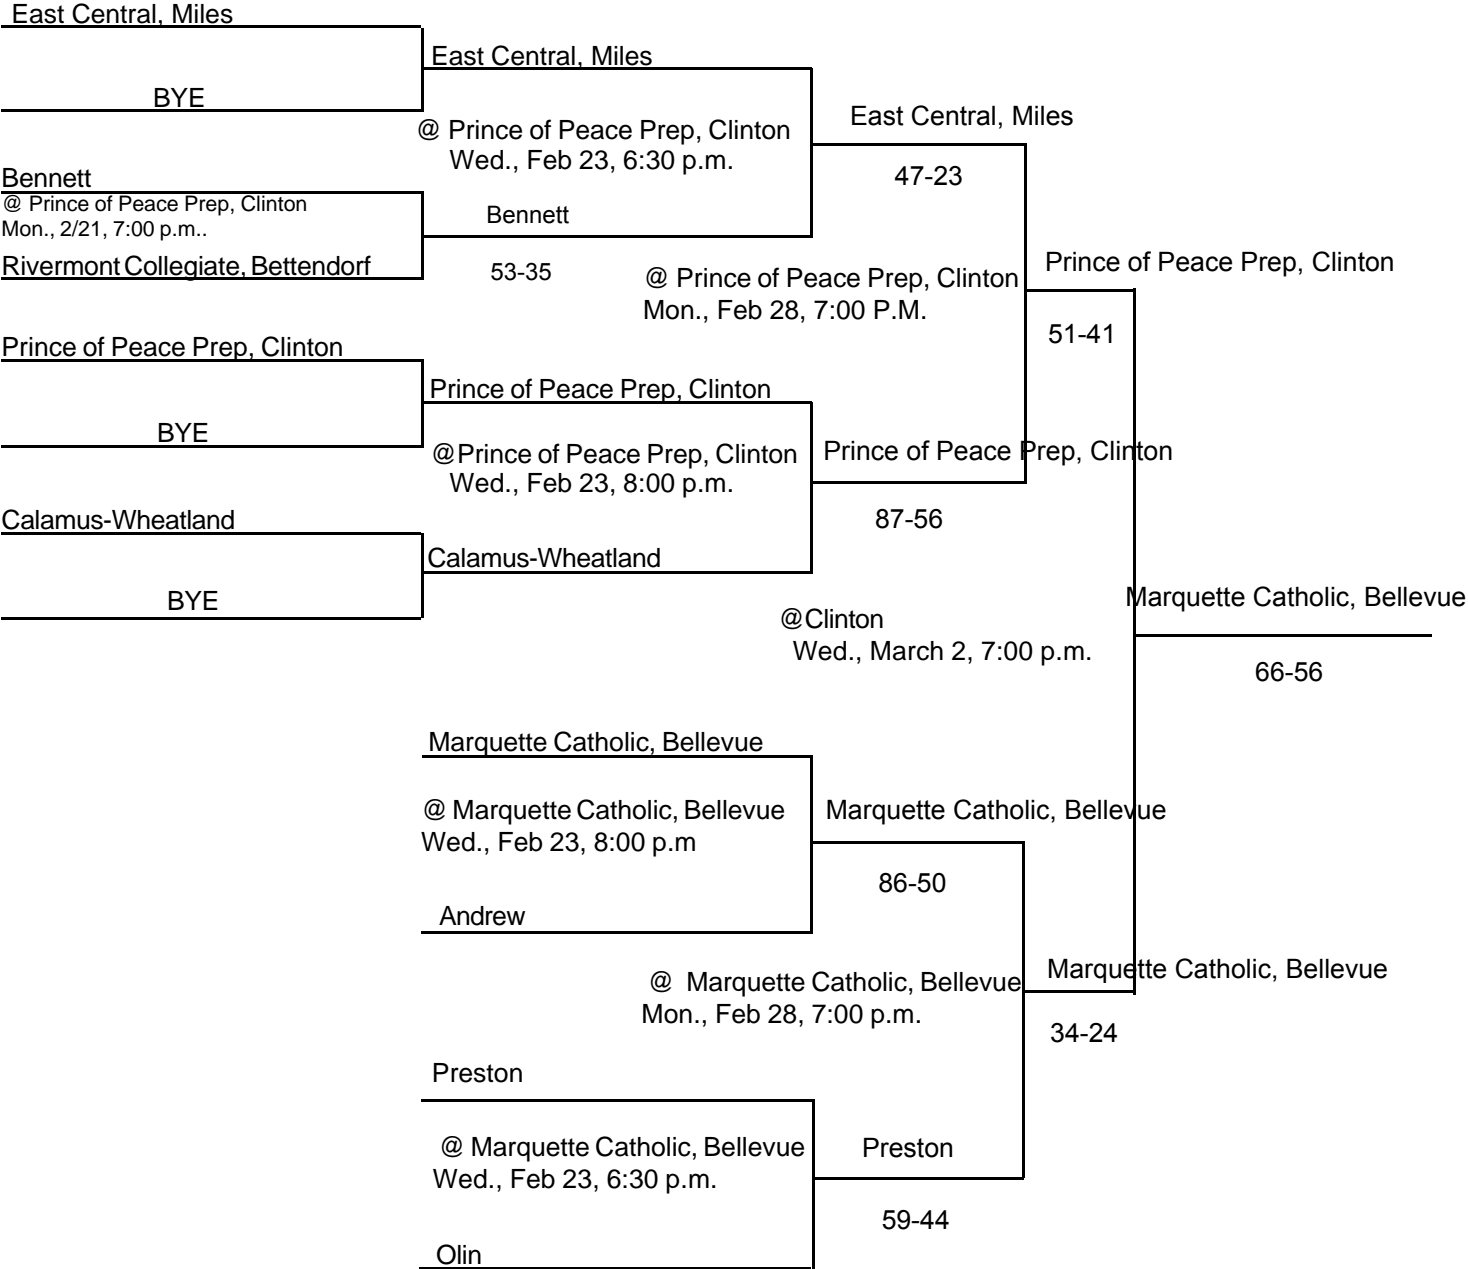 East Central, Miles
East Central, Miles
BYE
East Central, Miles
@ Prince of Peace Prep, Clinton
Wed., Feb 23, 6:30 p.m.
47-23
Bennett
@ Prince of Peace Prep, Clinton
Mon., 2/21, 7:00 p.m..
Bennett
Rivermont Collegiate, Bettendorf
53-35
@ Prince of Peace Prep, Clinton
Mon., Feb 28, 7:00 P.M.
Prince of Peace Prep, Clinton
51-41
Prince of Peace Prep, Clinton
Prince of Peace Prep, Clinton
BYE
@Prince of Peace Prep, Clinton
Wed., Feb 23, 8:00 p.m.
Prince of Peace Prep, Clinton
87-56
Calamus-Wheatland
Calamus-Wheatland
BYE
@Clinton
Wed., March 2, 7:00 p.m.
Marquette Catholic, Bellevue
66-56
Marquette Catholic, Bellevue
@ Marquette Catholic, Bellevue
Wed., Feb 23, 8:00 p.m
Marquette Catholic, Bellevue
86-50
Andrew
@ Marquette Catholic, Bellevue
Mon., Feb 28, 7:00 p.m.
Marquette Catholic, Bellevue
34-24
Preston
@ Marquette Catholic, Bellevue
Wed., Feb 23, 6:30 p.m.
Preston
59-44
Olin